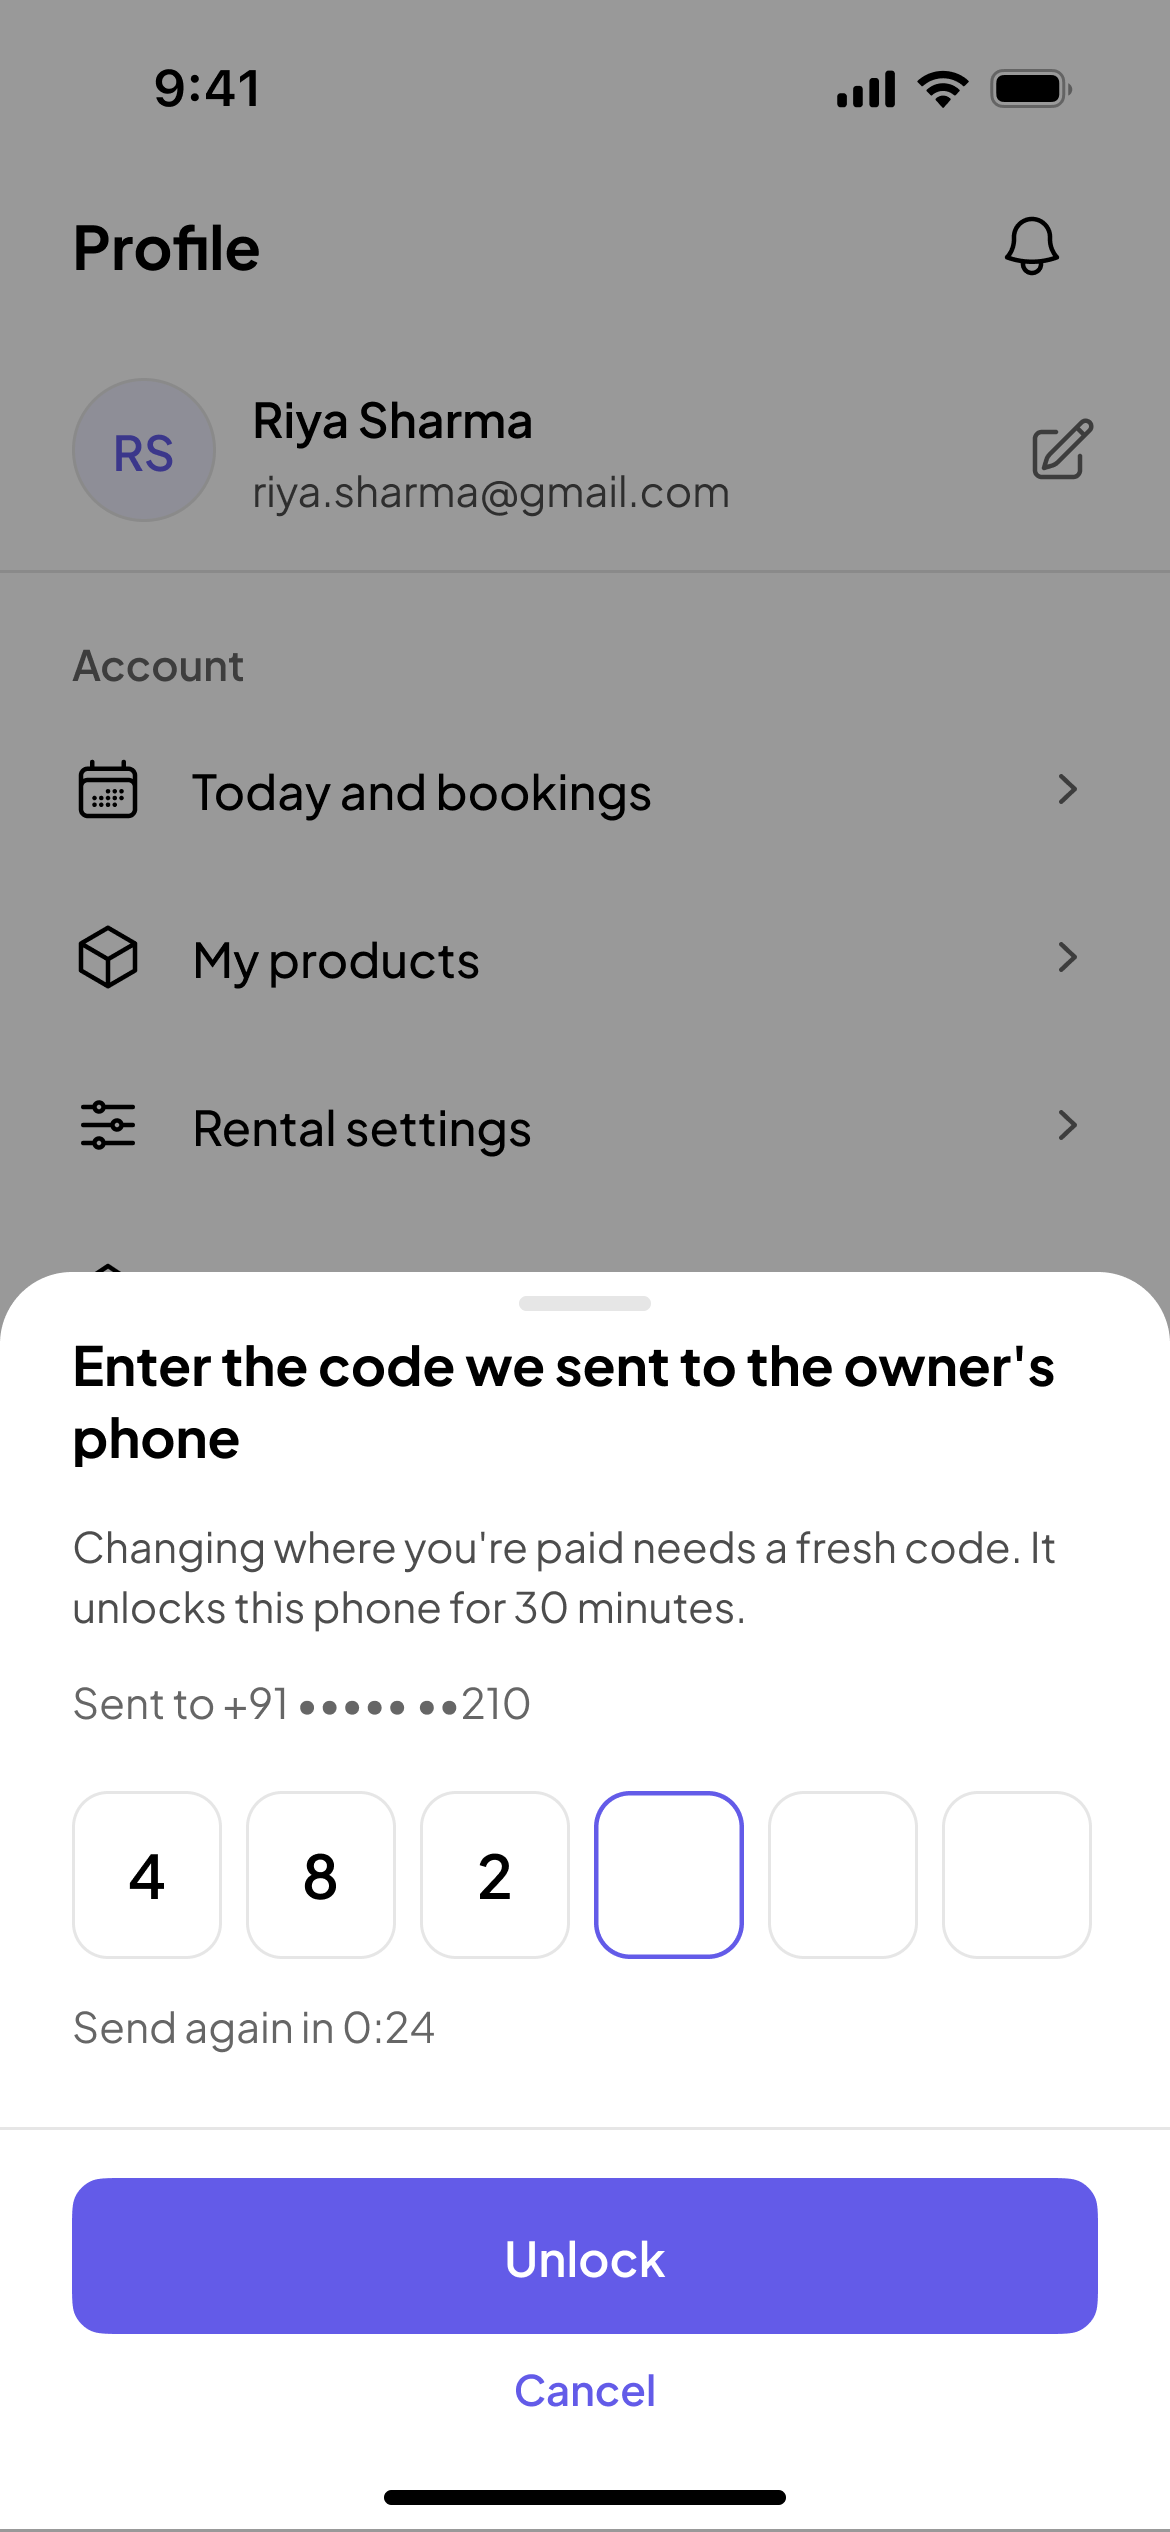 9:41
Profile
RS
Riya Sharma
riya.sharma@gmail.com
Account
Today and bookings
My products
Rental settings
Enter the code we sent to the owner's
phone
Changing where you're paid needs a fresh code. It
unlocks this phone for 30 minutes.
Sent to +91 ••••• ••210
4 8 2
Send again in 0:24
Unlock
Cancel